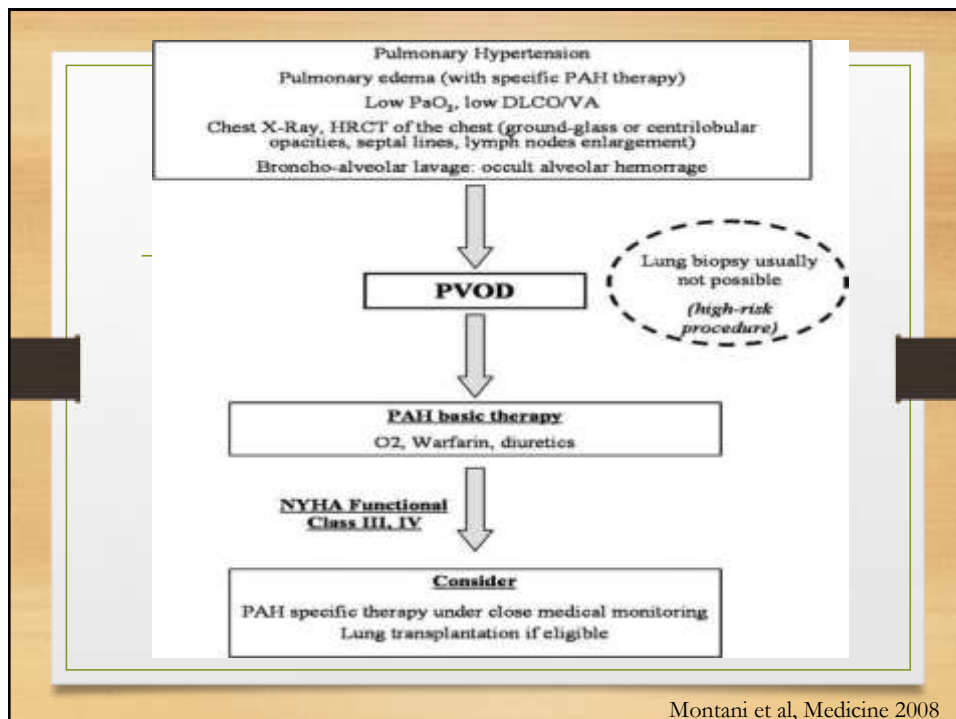 Pulmonary Hypertension
Pulmonary edema (with specific PAH therapy)
Low PaO₂, low DLCO/VA
Chest X-Ray, HRCT of the chest (ground-glass or centrilobular
opacities, septal lines, lymph nodes enlargement)
Broncho-alveolar lavage: occult alveolar hemorrage
Lung biopsy usually
not possible
(high-risk
procedure)
PVOD
PAH basic therapy
O2, Warfarin, diuretics
NYHA Functional
Class III, IV
Consider
PAH specific therapy under close medical monitoring
Lung transplantation if eligible
Montani et al, Medicine 2008